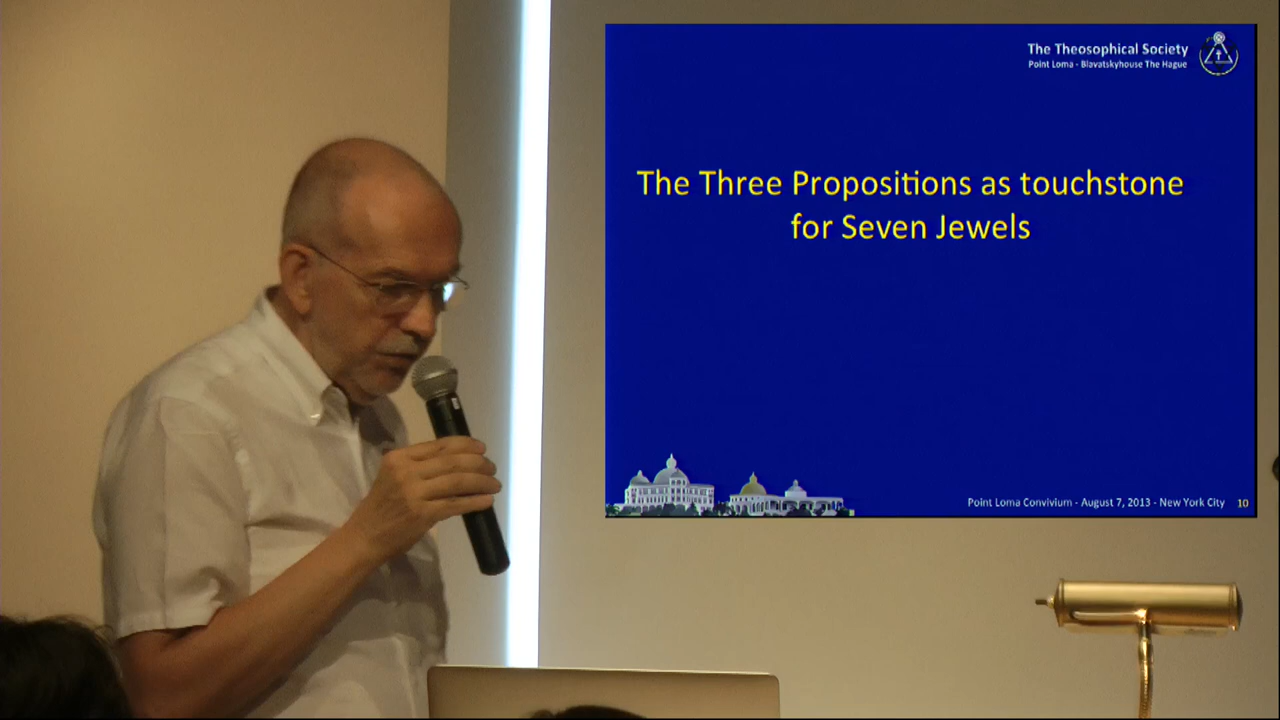 The Theosophical Society
Point Loma - Blavatskyhouse The Hague
The Three Propositions as touchstone
for Seven Jewels
Point Loma Convivium - August 7, 2013 - New York City 10